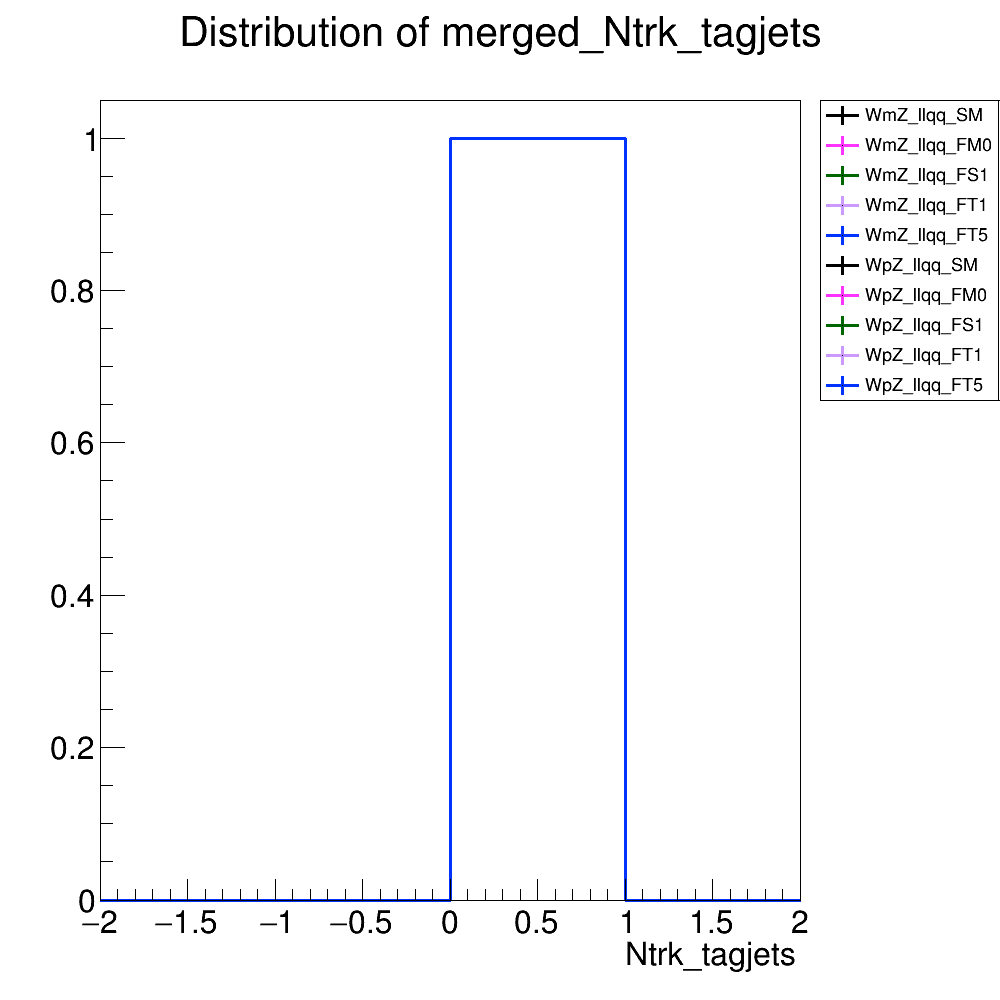 Distribution of merged_Ntrk_tagjets
1
0.8
0.6
0.4
0.2
0
−2 −1.5 −1 −0.5 0 0.5 1 1.5 2
Ntrk_tagjets
WmZ_llqq_SM
WmZ_llqq_FM0
WmZ_llqq_FS1
WmZ_llqq_FT1
WmZ_llqq_FT5
WpZ_llqq_SM
WpZ_llqq_FM0
WpZ_llqq_FS1
WpZ_llqq_FT1
WpZ_llqq_FT5